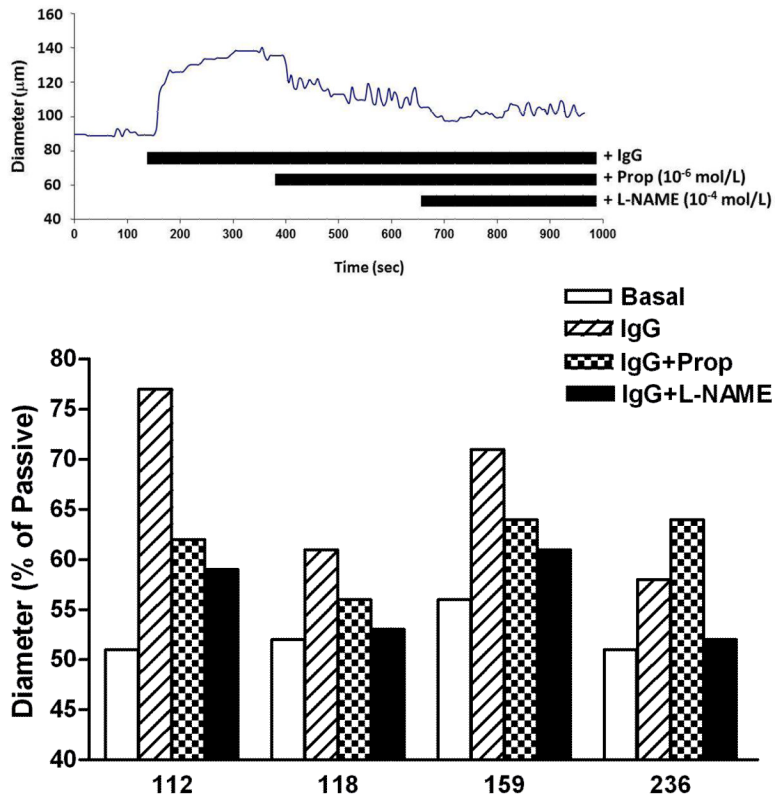 160
140
120
100
80
60
40
Diameter (μm)
+ IgG
+ Prop (10⁻⁶ mol/L)
+ L-NAME (10⁻⁴ mol/L)
0 100 200 300 400 500 600 700 800 900 1000
Time (sec)
Basal
IgG
IgG+Prop
IgG+L-NAME
80
75
70
65
60
55
50
45
40
Diameter (% of Passive)
112 118 159 236